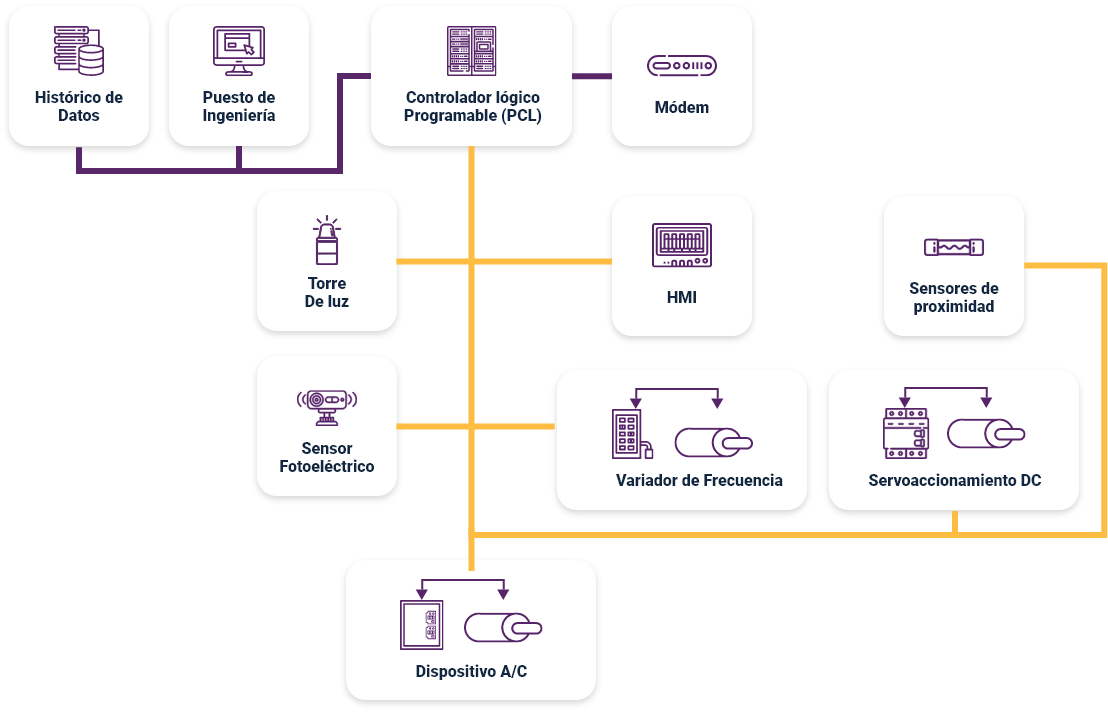 Histórico de
Datos
Puesto de
Ingeniería
Controlador lógico
Programable (PCL)
Módem
Torre
De luz
HMI
Sensores de
proximidad
Sensor
Fotoeléctrico
Variador de Frecuencia
Servoaccionamiento DC
Dispositivo A/C